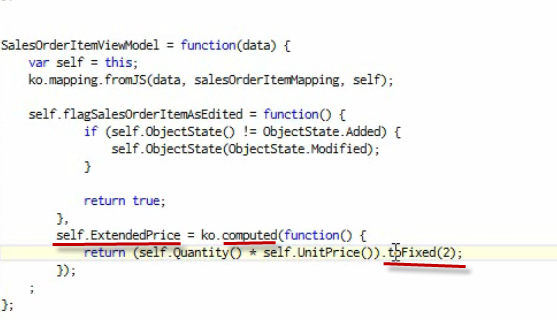 SalesOrderItemViewModel = function(data) {
var self = this;
ko.mapping.fromJS(data, salesOrderItemMapping, self);
self.flagSalesOrderItemAsEdited = function() {
if (self.ObjectState() != ObjectState.Added) {
self.ObjectState(ObjectState.Modified);
}
return true;
},
self.ExtendedPrice = ko.computed(function() {
return (self.Quantity() * self.UnitPrice()).toFixed(2);
});
;
};